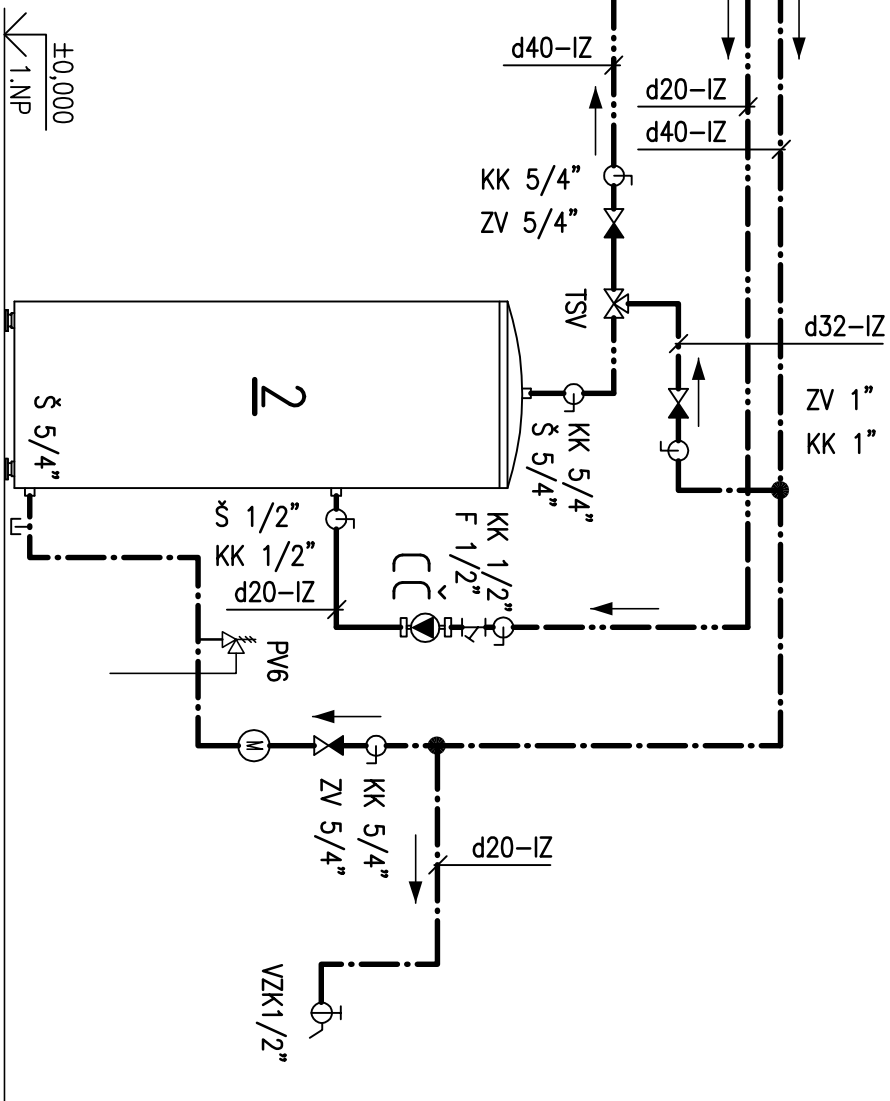 d40-IZ
d20-IZ
d40-IZ
±0,000
1.NP
KK 5/4”
ZV 5/4”
TSV
d32-IZ
ZV 1”
KK 1”
2
Š 5/4”
KK 5/4”
Š 5/4”
Š 1/2”
KK 1/2”
d20-IZ
KK 1/2”
F 1/2”
CČ
PV6
M
KK 5/4”
ZV 5/4”
d20-IZ
VZK1/2”